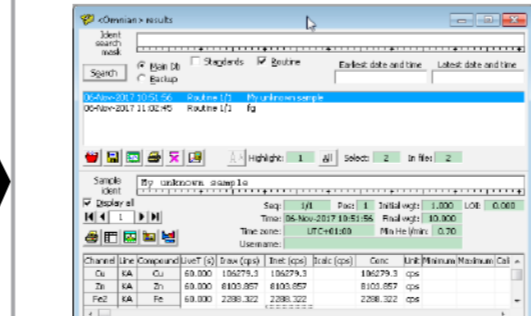 <Omnian> results
Ident
search
mask
Search
Main Db
Backup
Standards
Routine
Earliest date and time
Latest date and time
06-Nov-2017 10:51:56 Routine 1/1 My unknown sample
06-Nov-2017 11:02:45 Routine 1/1 fg
Highlight: 1 All Select: 2 In file: 2
Sample
ident
My unknown sample
Display all
Seq: 1/1 Pos: 1 Initial wgt: 1.000 LOI: 0.000
1
Time: 06-Nov-2017 10:51:56 Final wgt: 10.000
Time zone: UTC+01:00 Min He l/min: 0.70
Username:
Channel Line Compound LiveT (s) Iraw (cps) Inet (cps) Icalc (cps) Conc Unit Minimum Maximum Cali
Cu KA Cu 60.000 106279.3 106279.3 106279.3 cps
Zn KA Zn 60.000 8103.857 8103.857 8103.857 cps
Fe2 KA Fe 60.000 2288.322 2288.322 2288.322 cps